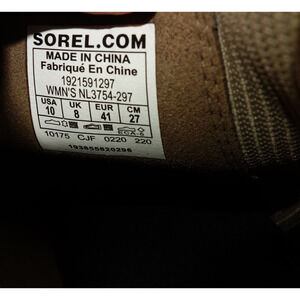 SOREL.COM
MADE IN CHINA
Fabriqué En Chine
1921591297
WMN'S NL3754-297
USA UK EUR CM
10 8 41 27
10175 CJF 0220 220
193855620296